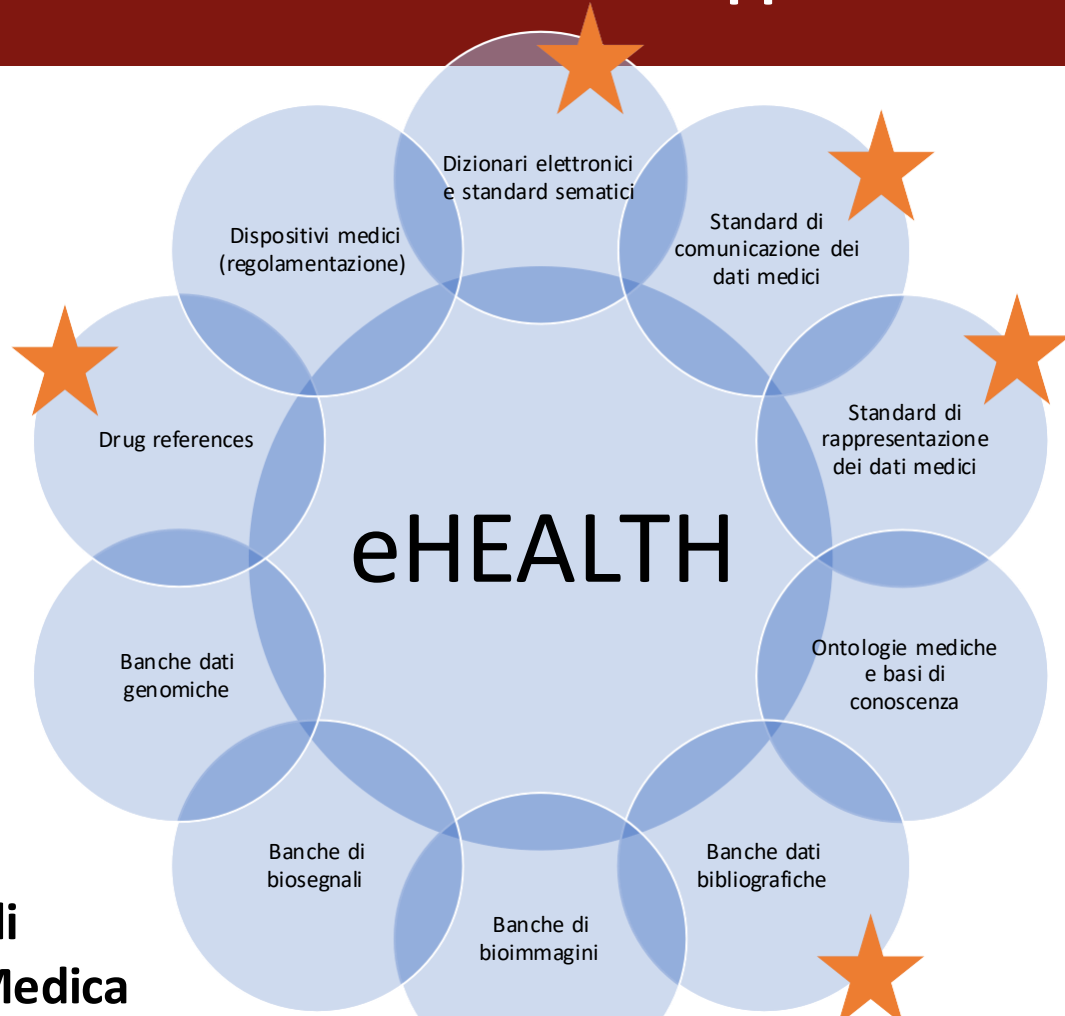 Dizionari elettronici
e standard sematici
Standard di
comunicazione dei
dati medici
Dispositivi medici
(regolamentazione)
Standard di
rappresentazione
dei dati medici
Drug references
eHEALTH
Ontologie mediche
e basi di
conoscenza
Banche dati
genomiche
Banche di
biosegnali
Banche dati
bibliografiche
Banche di
bioimmagini
di
Medica